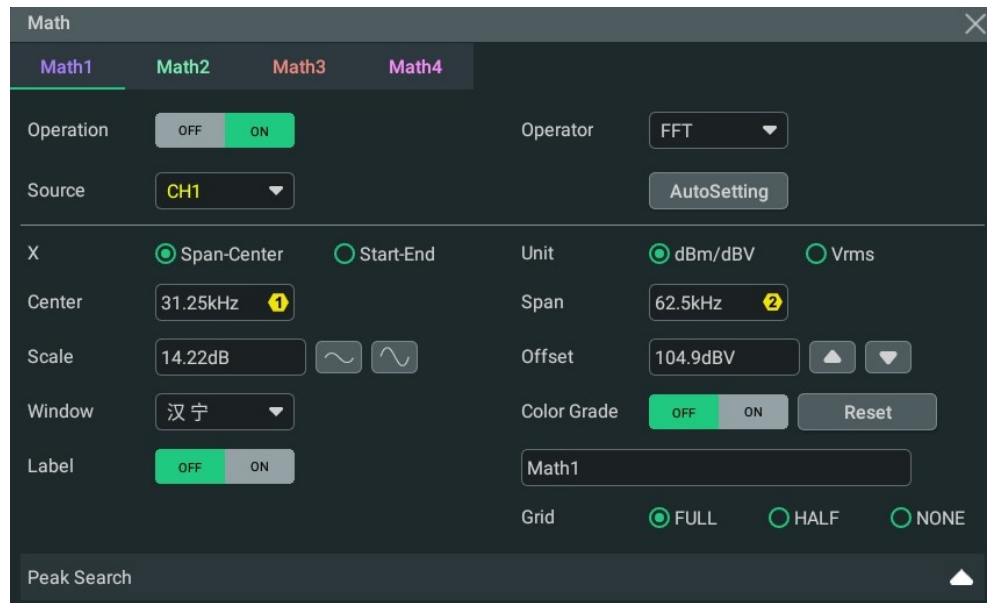 Math
Math1 Math2 Math3 Math4
Operation OFF ON Operator FFT
Source CH1 AutoSetting
X Span-Center Start-End Unit dBm/dBV Vrms
Center 31.25kHz 1 Span 62.5kHz 2
Scale 14.22dB Offset 104.9dBV
Window 汉宁 Color Grade OFF ON Reset
Label OFF ON Math1
Grid FULL HALF NONE
Peak Search